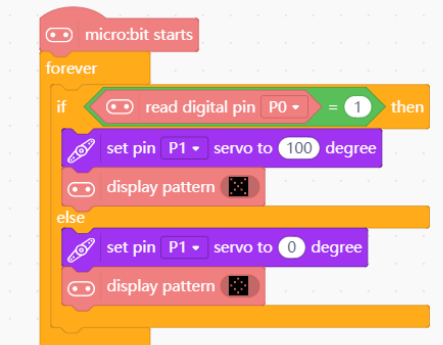 micro:bit starts
forever
if read digital pin P0 = 1 then
set pin P1 servo to 100 degree
display pattern
else
set pin P1 servo to 0 degree
display pattern